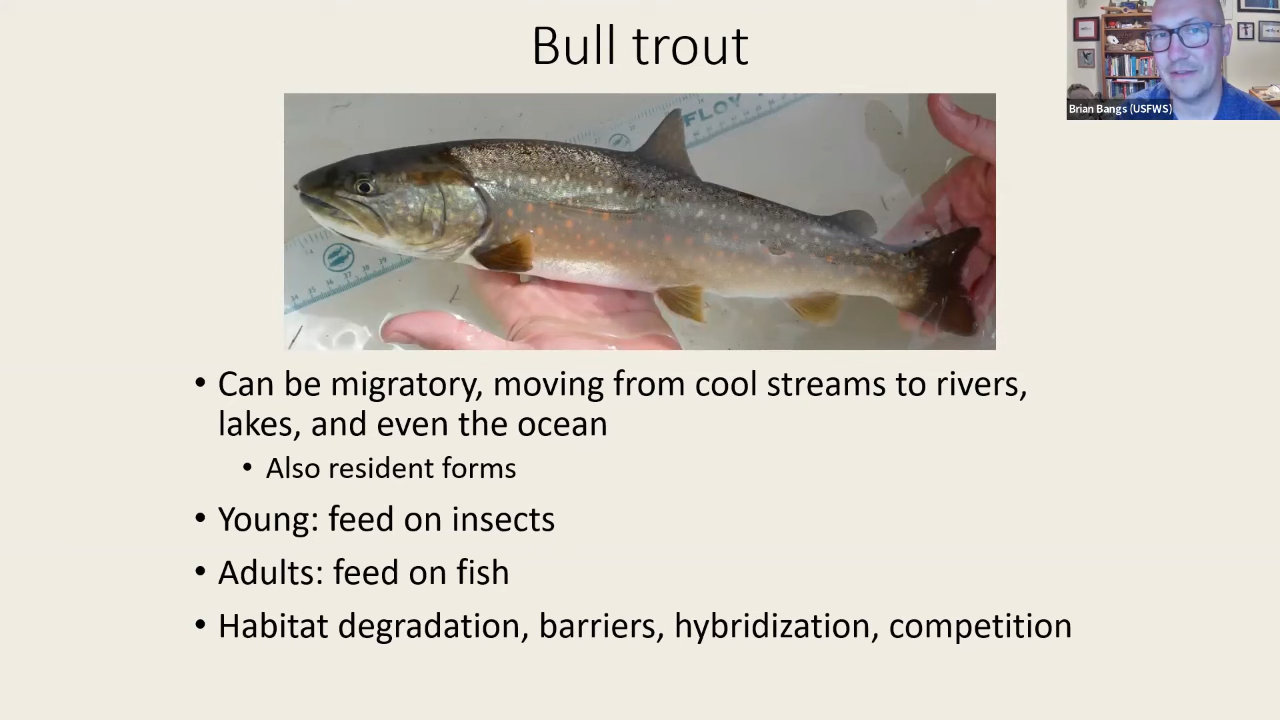 Bull trout
Brian Bangs (USFWS)
FLOY
• Can be migratory, moving from cool streams to rivers,
lakes, and even the ocean
• Also resident forms
• Young: feed on insects
• Adults: feed on fish
• Habitat degradation, barriers, hybridization, competition